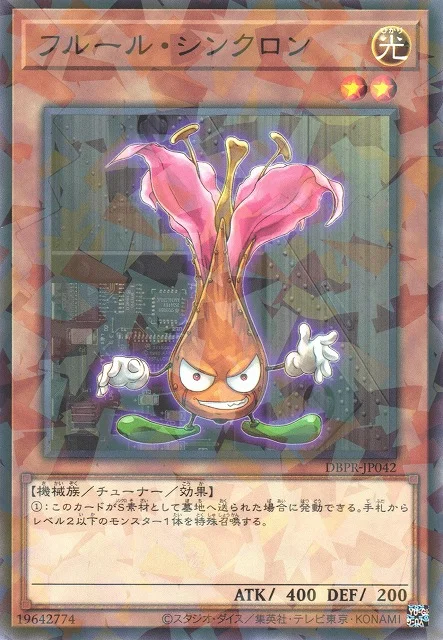 フルール・シンクロン
光
DBPR-JP042
【機械族/チューナー/効果】
①：このカードがS素材として墓地へ送られた場合に発動できる。手札から
レベル2以下のモンスター1体を特殊召喚する。
ATK/ 400 DEF/ 200
19642774
©スタジオ・ダイス/集英社・テレビ東京・KONAMI